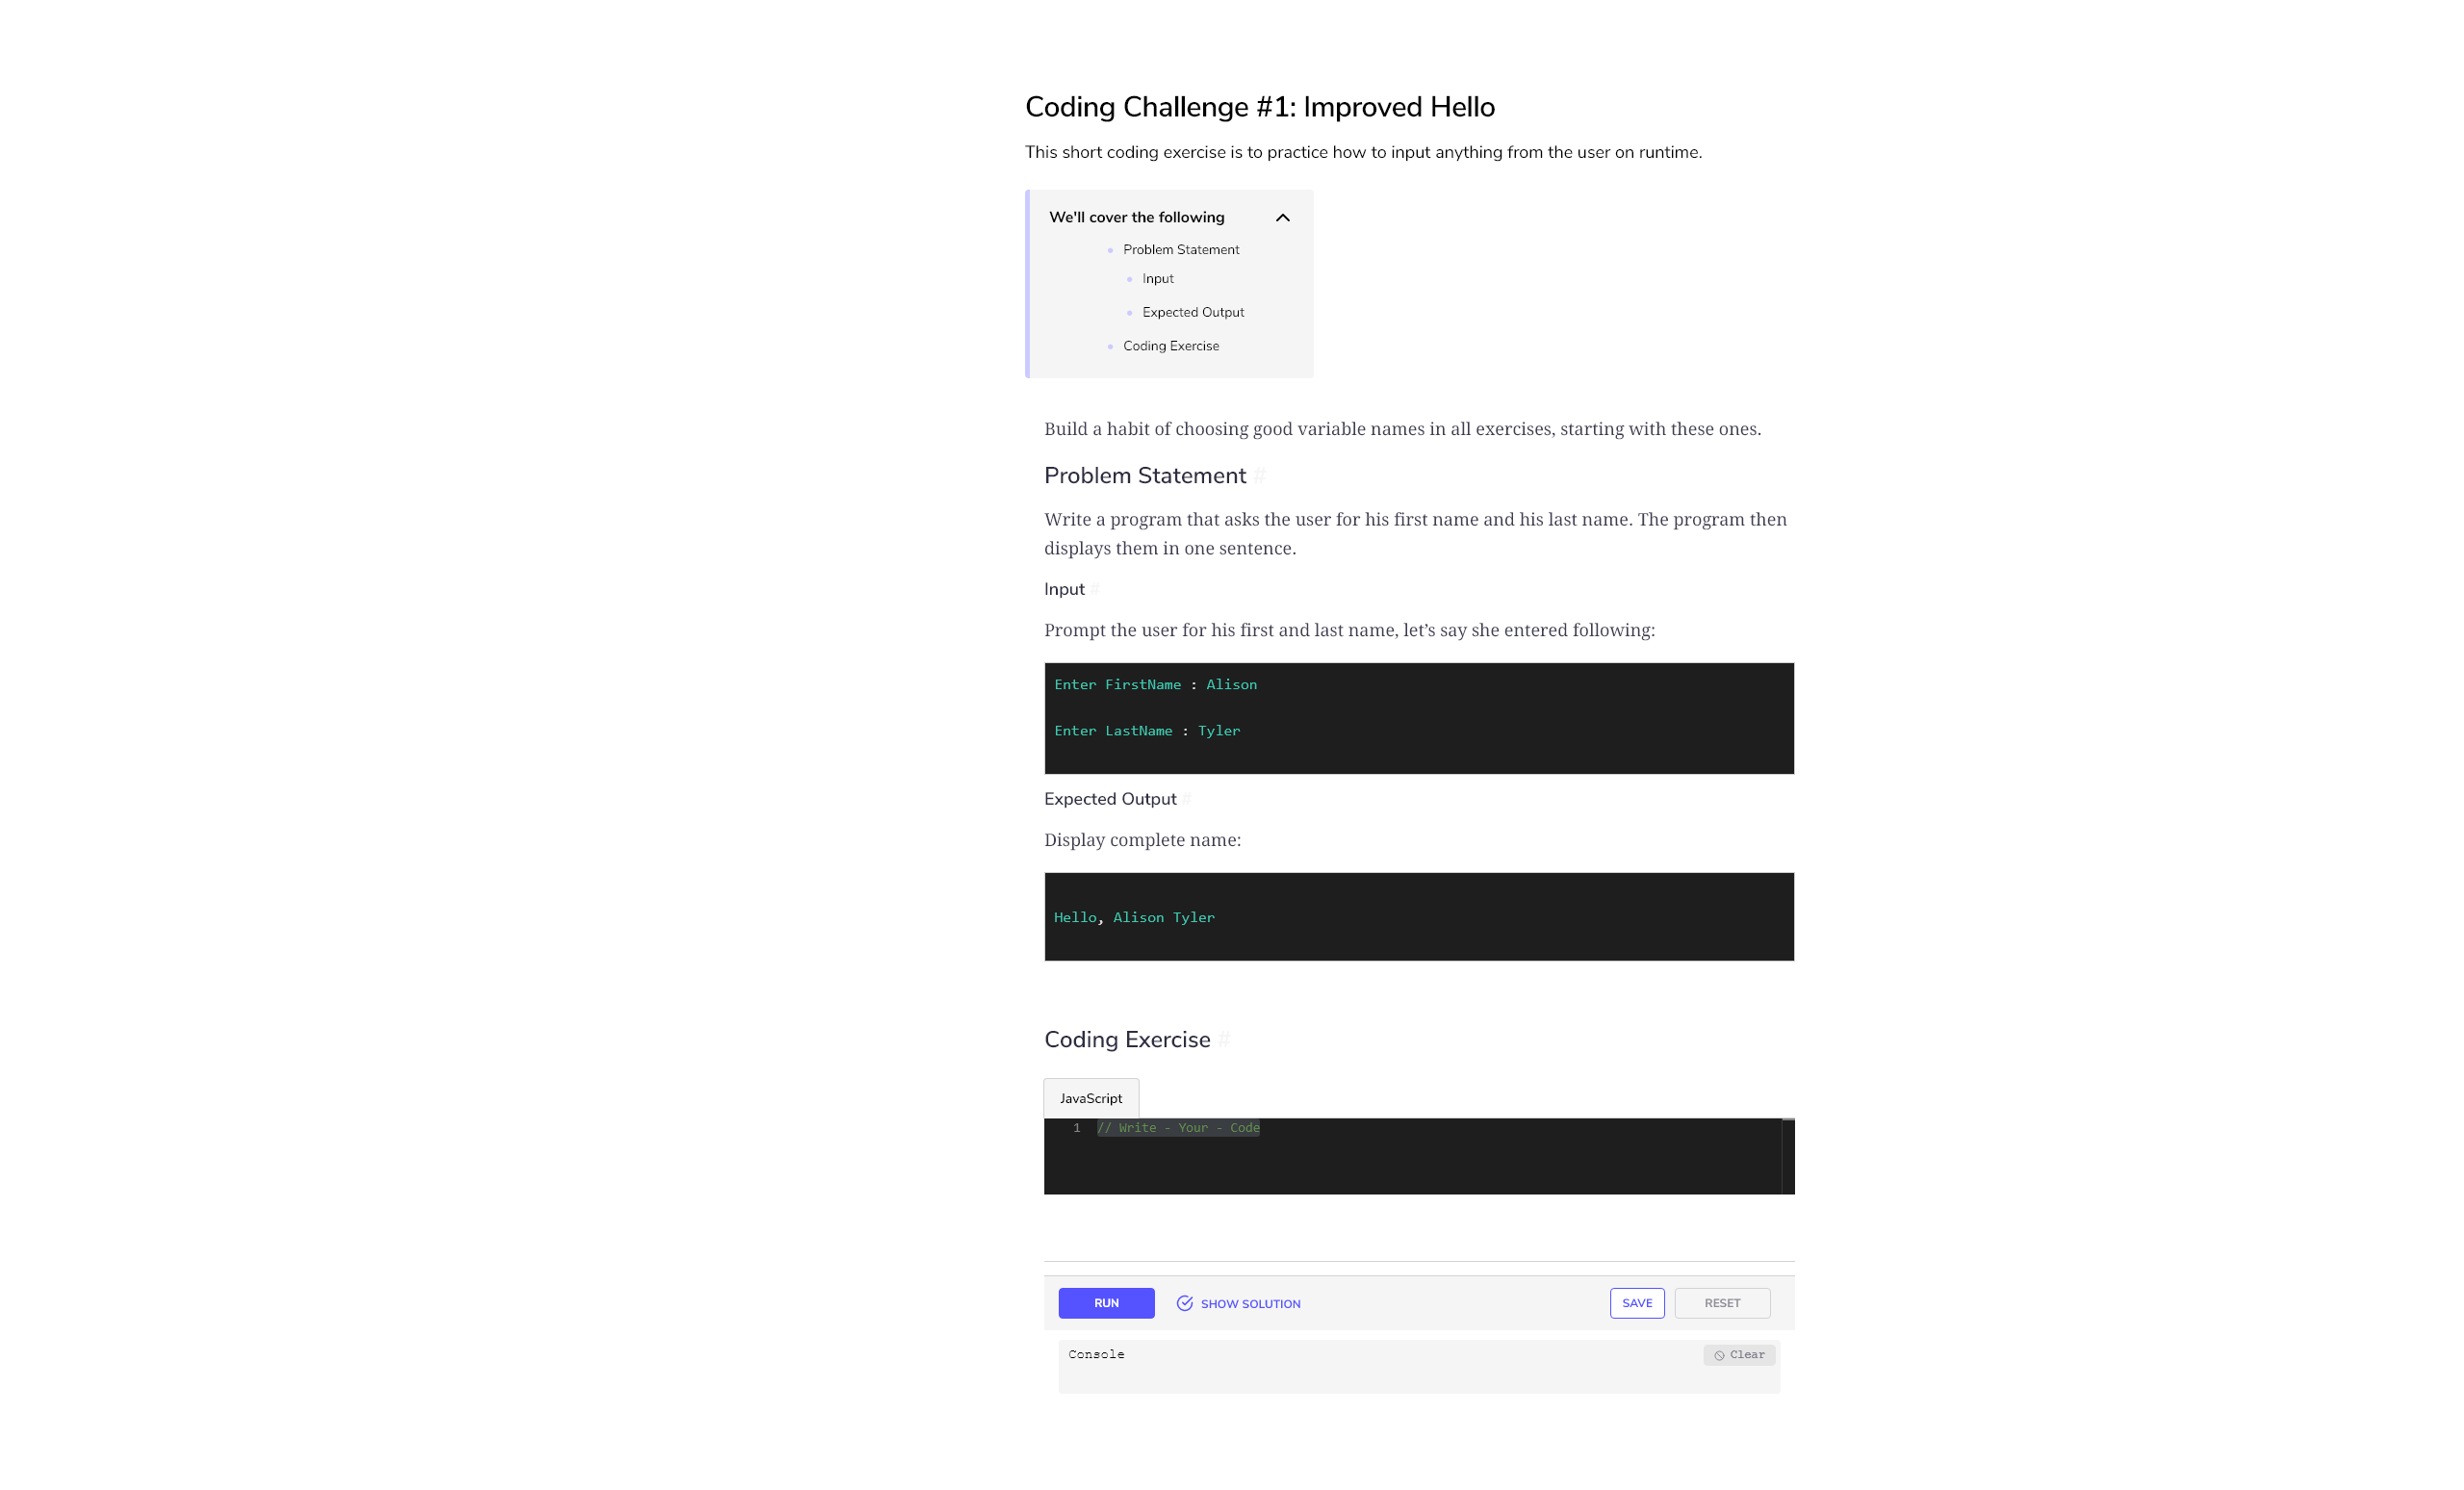 Coding Challenge #1: Improved Hello
This short coding exercise is to practice how to input anything from the user on runtime.
We'll cover the following
Problem Statement
Input
Expected Output
Coding Exercise
Build a habit of choosing good variable names in all exercises, starting with these ones.
Problem Statement #
Write a program that asks the user for his first name and his last name. The program then
displays them in one sentence.
Input #
Prompt the user for his first and last name, let’s say she entered following:
Enter FirstName : Alison
Enter LastName : Tyler
Expected Output #
Display complete name:
Hello, Alison Tyler
Coding Exercise #
JavaScript
1 // Write - Your - Code
RUN SHOW SOLUTION SAVE RESET
Console Clear